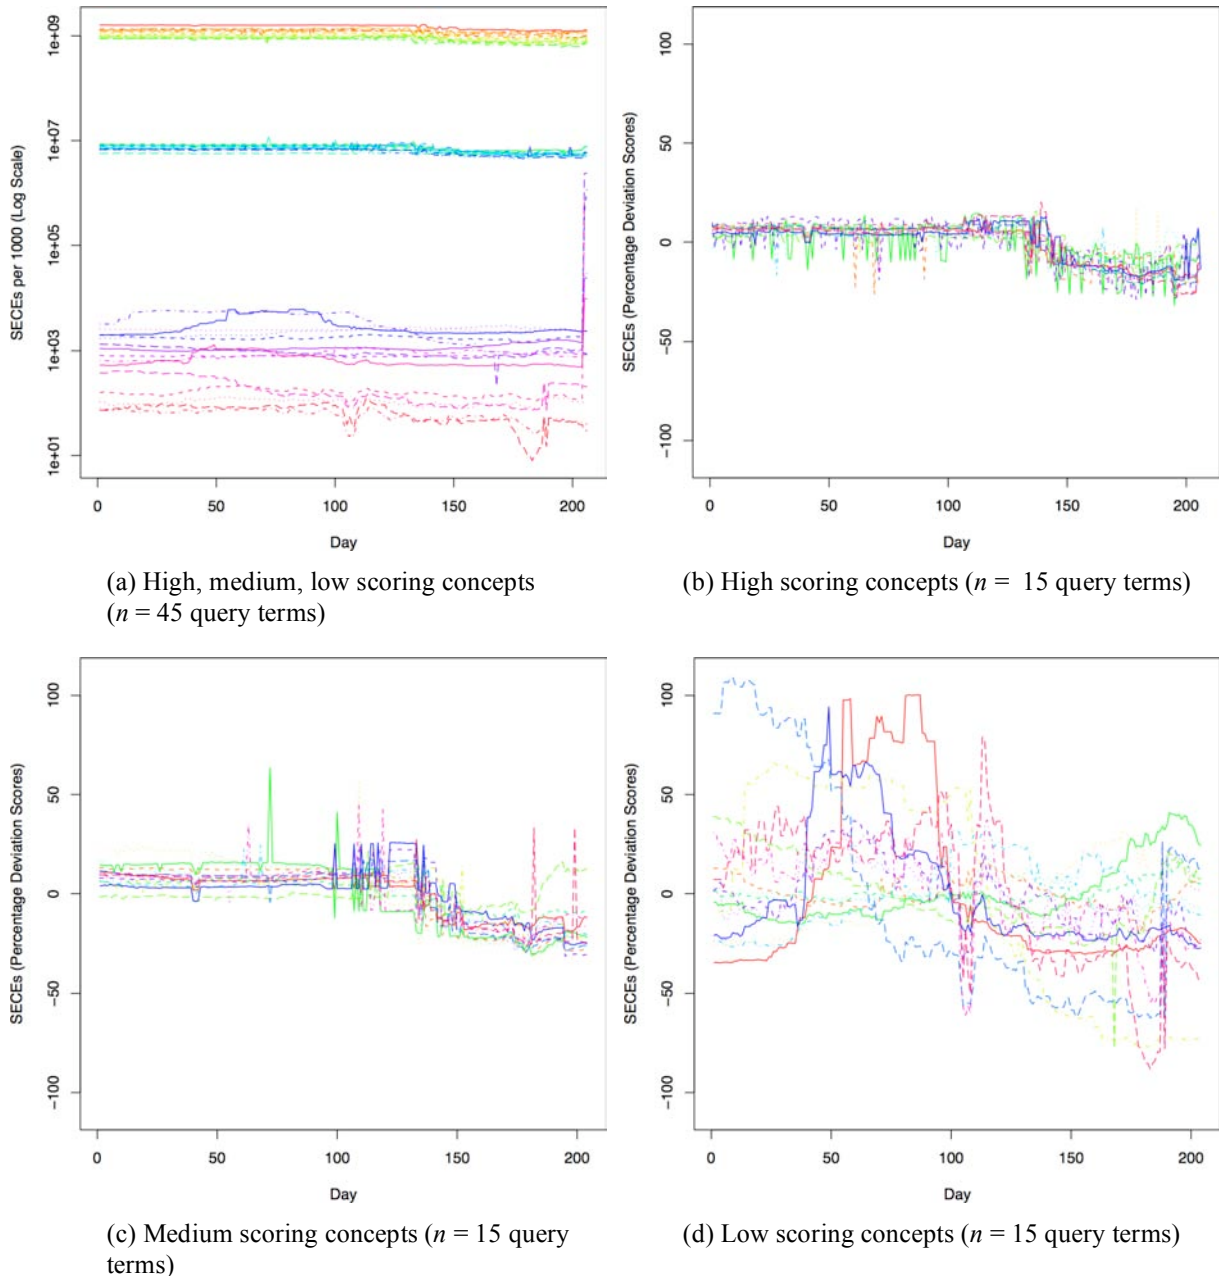 1e+09
1e+07
1e+05
1e+03
1e+01
SECEs per 1000 (Log Scale)
0 50 100 150 200
Day
(a) High, medium, low scoring concepts
(n = 45 query terms)
100
50
0
−50
−100
SECEs (Percentage Deviation Scores)
0 50 100 150 200
Day
(b) High scoring concepts (n = 15 query terms)
100
50
0
−50
−100
SECEs (Percentage Deviation Scores)
0 50 100 150 200
Day
(c) Medium scoring concepts (n = 15 query
terms)
100
50
0
−50
−100
SECEs (Percentage Deviation Scores)
0 50 100 150 200
Day
(d) Low scoring concepts (n = 15 query terms)